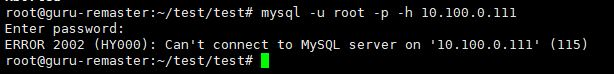 root@guru-remaster:~/test/test# mysql -u root -p -h 10.100.0.111
Enter password:
ERROR 2002 (HY000): Can't connect to MySQL server on '10.100.0.111' (115)
root@guru-remaster:~/test/test#